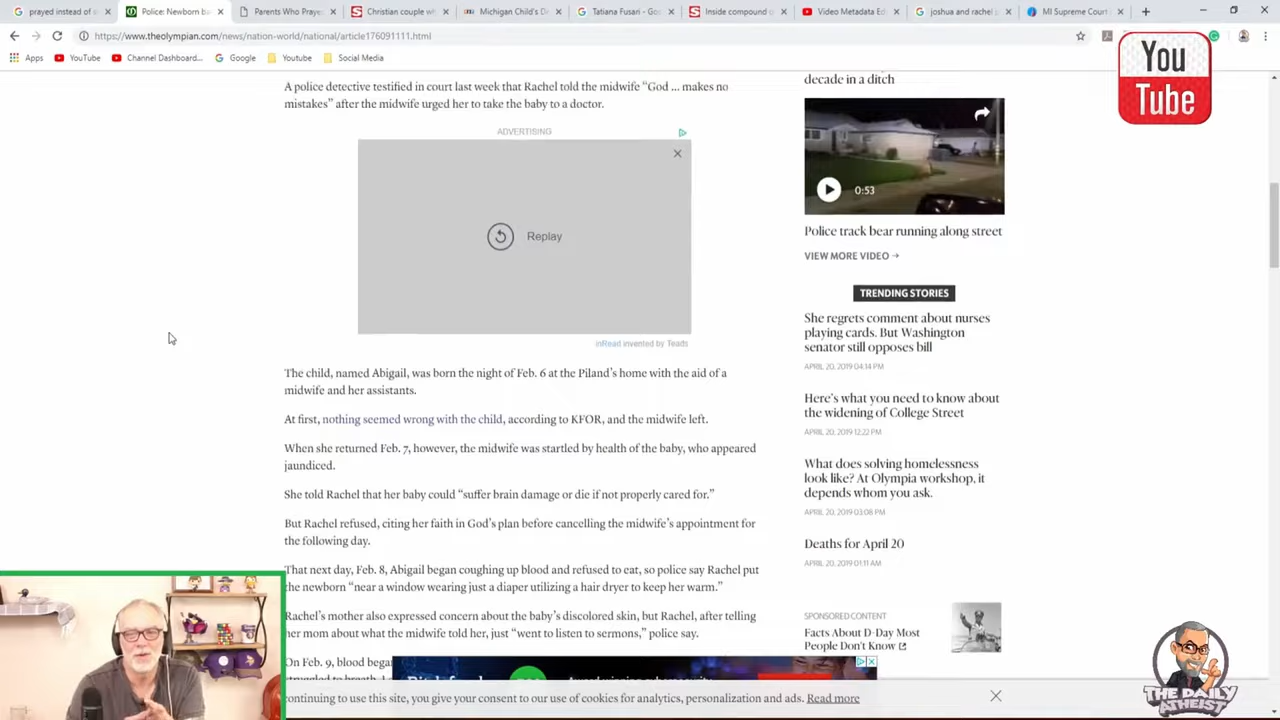 prayed instead of a
Police: Newborn ba
Parents Who Praye
Christian couple w
Michigan Child's D
Tatiana Fusari - Go
Inside compound
Video Metadata Ed
joshua and rachel
MI Supreme Court
https://www.theolympian.com/news/nation-world/national/article176091111.html
Apps
YouTube
Channel Dashboard...
Google
Youtube
Social Media
You
Tube
A police detective testified in court last week that Rachel told the midwife “God ... makes no
mistakes” after the midwife urged her to take the baby to a doctor.
ADVERTISING
Replay
inRead invented by Teads
The child, named Abigail, was born the night of Feb. 6 at the Piland’s home with the aid of a
midwife and her assistants.
At first, nothing seemed wrong with the child, according to KFOR, and the midwife left.
When she returned Feb. 7, however, the midwife was startled by health of the baby, who appeared
jaundiced.
She told Rachel that her baby could “suffer brain damage or die if not properly cared for.”
But Rachel refused, citing her faith in God’s plan before cancelling the midwife’s appointment for
the following day.
That next day, Feb. 8, Abigail began coughing up blood and refused to eat, so police say Rachel put
the newborn “near a window wearing just a diaper utilizing a hair dryer to keep her warm.”
Rachel’s mother also expressed concern about the baby’s discolored skin, but Rachel, after telling
her mom about what the midwife told her, just “went to listen to sermons,” police say.
On Feb. 9, blood began
continuing to use this site, you give your consent to our use of cookies for analytics, personalization and ads. Read more
decade in a ditch
0:53
Police track bear running along street
VIEW MORE VIDEO →
TRENDING STORIES
She regrets comment about nurses
playing cards. But Washington
senator still opposes bill
APRIL 20, 2019 04:14 PM
Here’s what you need to know about
the widening of College Street
APRIL 20, 2019 12:22 PM
What does solving homelessness
look like? At Olympia workshop, it
depends whom you ask.
APRIL 20, 2019 03:08 PM
Deaths for April 20
APRIL 20, 2019 01:11 AM
SPONSORED CONTENT
Facts About D-Day Most
People Don’t Know
THE DAILY
ATHEIST